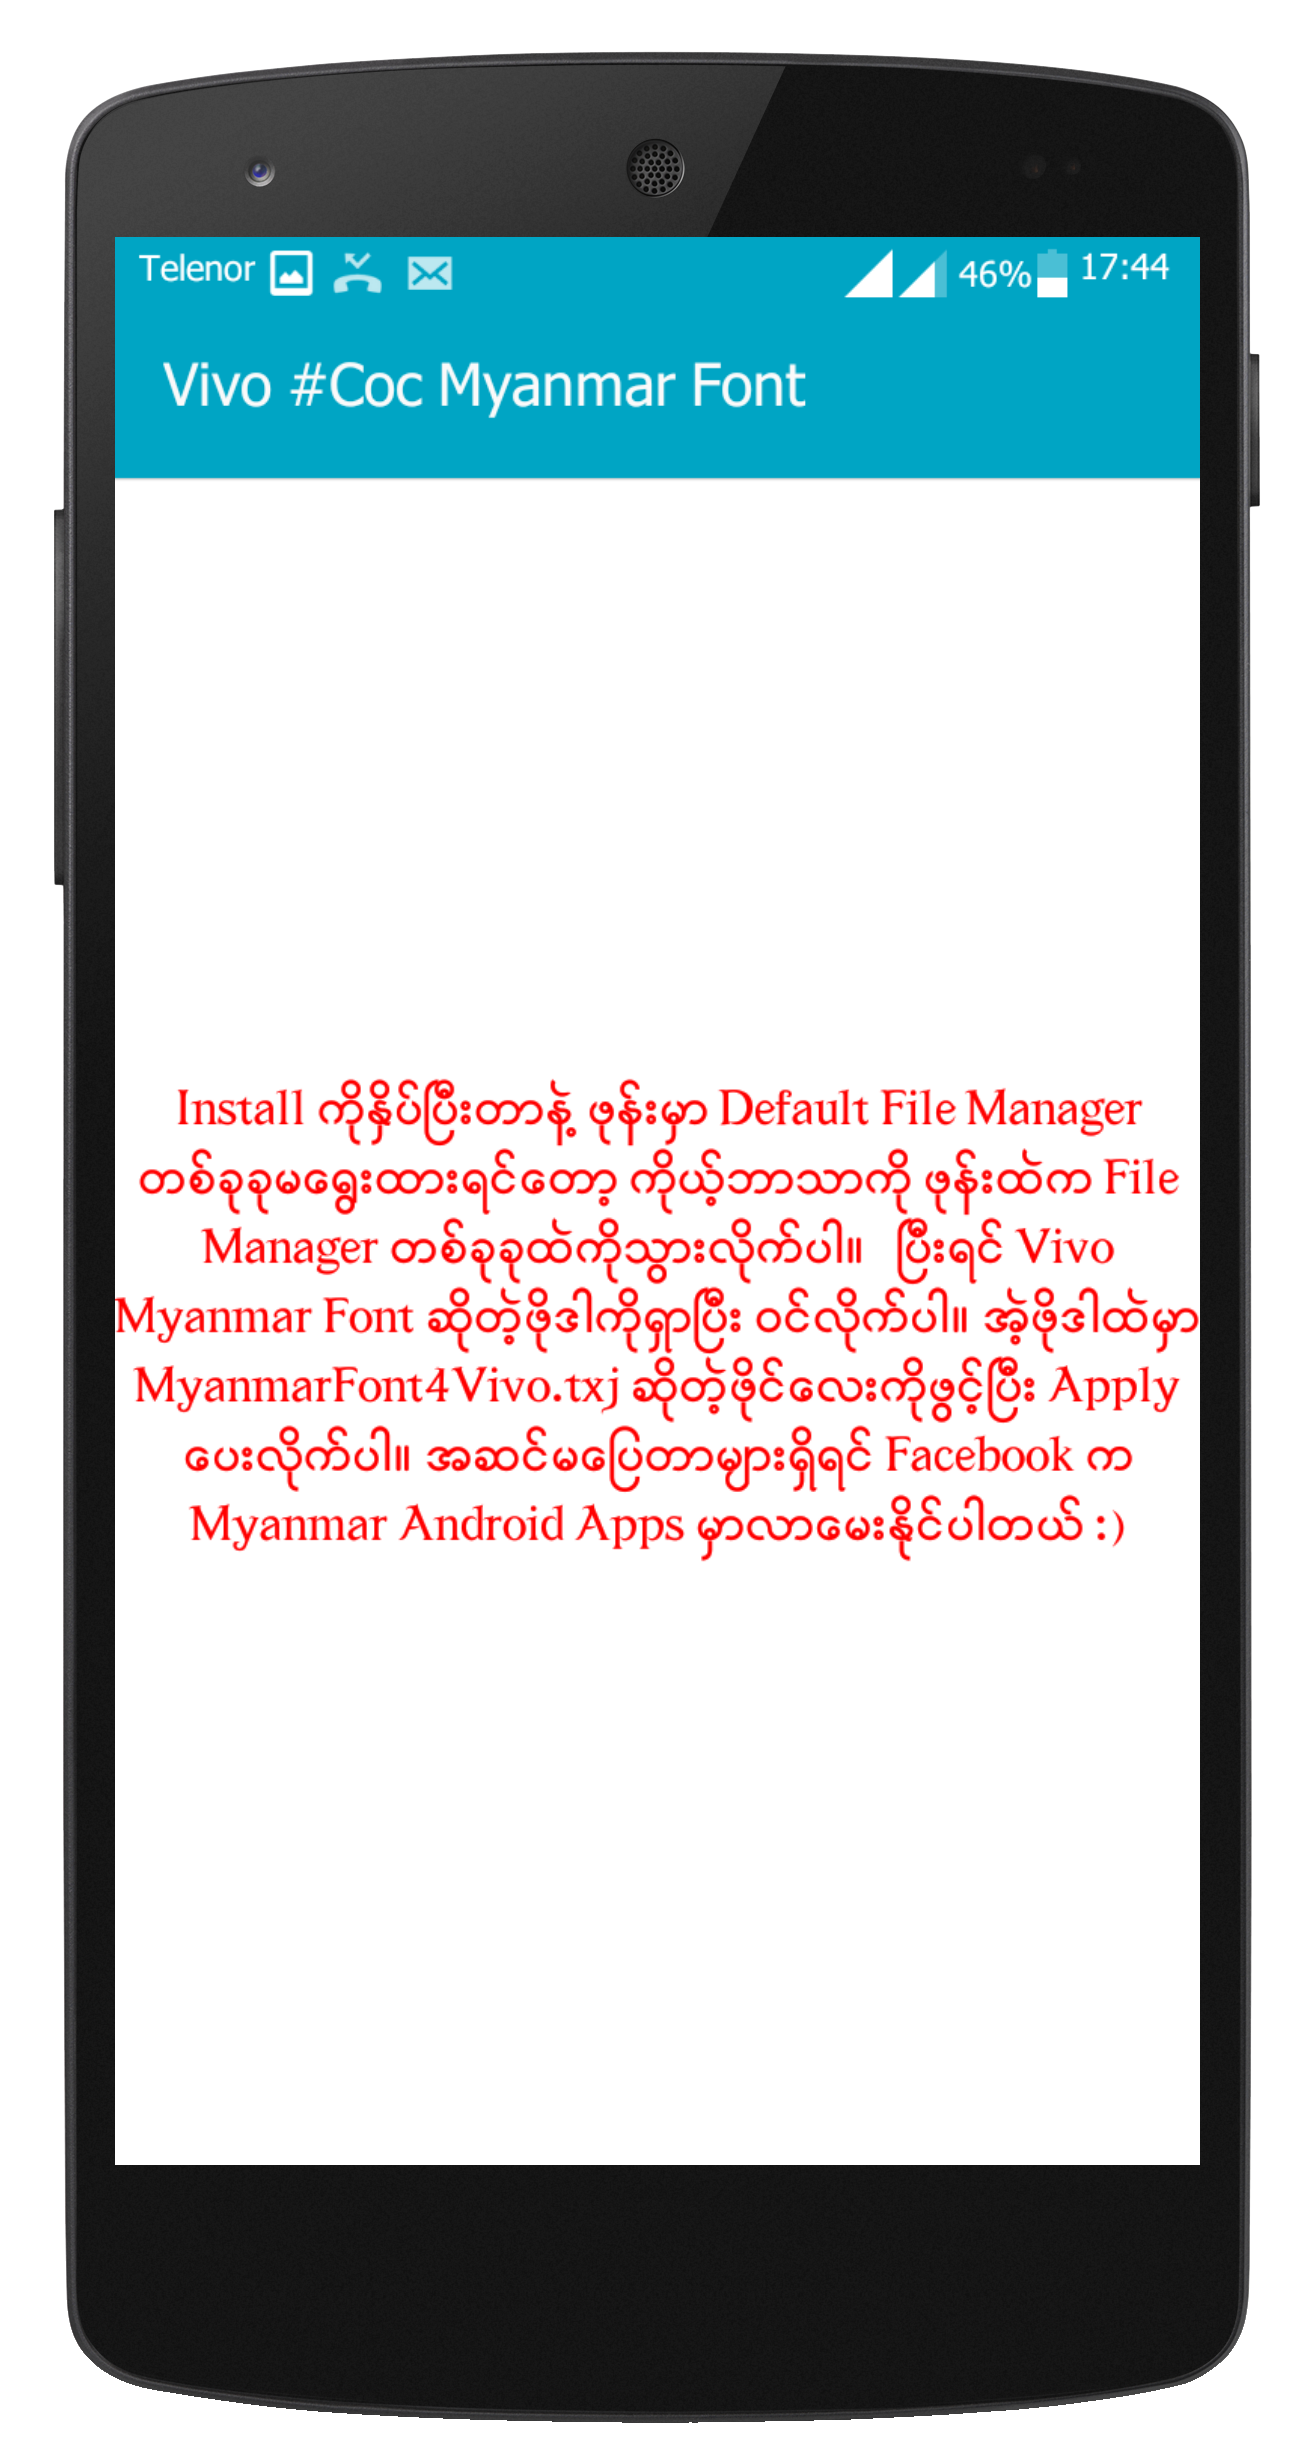 Telenor 46% 17:44
Vivo #Coc Myanmar Font
Install ကိုနှိပ်ပြီးတာနဲ့ ဖုန်းမှာ Default File Manager
တစ်ခုခုမရွေးထားရင်တော့ ကိုယ့်ဘာသာကို ဖုန်းထဲက File
Manager တစ်ခုခုထဲကိုသွားလိုက်ပါ။ ပြီးရင် Vivo
Myanmar Font ဆိုတဲ့ဖိုဒါကိုရှာပြီး ဝင်လိုက်ပါ။ အဲ့ဖိုဒါထဲမှာ
MyanmarFont4Vivo.txj ဆိုတဲ့ဖိုင်လေးကိုဖွင့်ပြီး Apply
ပေးလိုက်ပါ။ အဆင်မပြေတာများရှိရင် Facebook က
Myanmar Android Apps မှာလာမေးနိုင်ပါတယ် :)